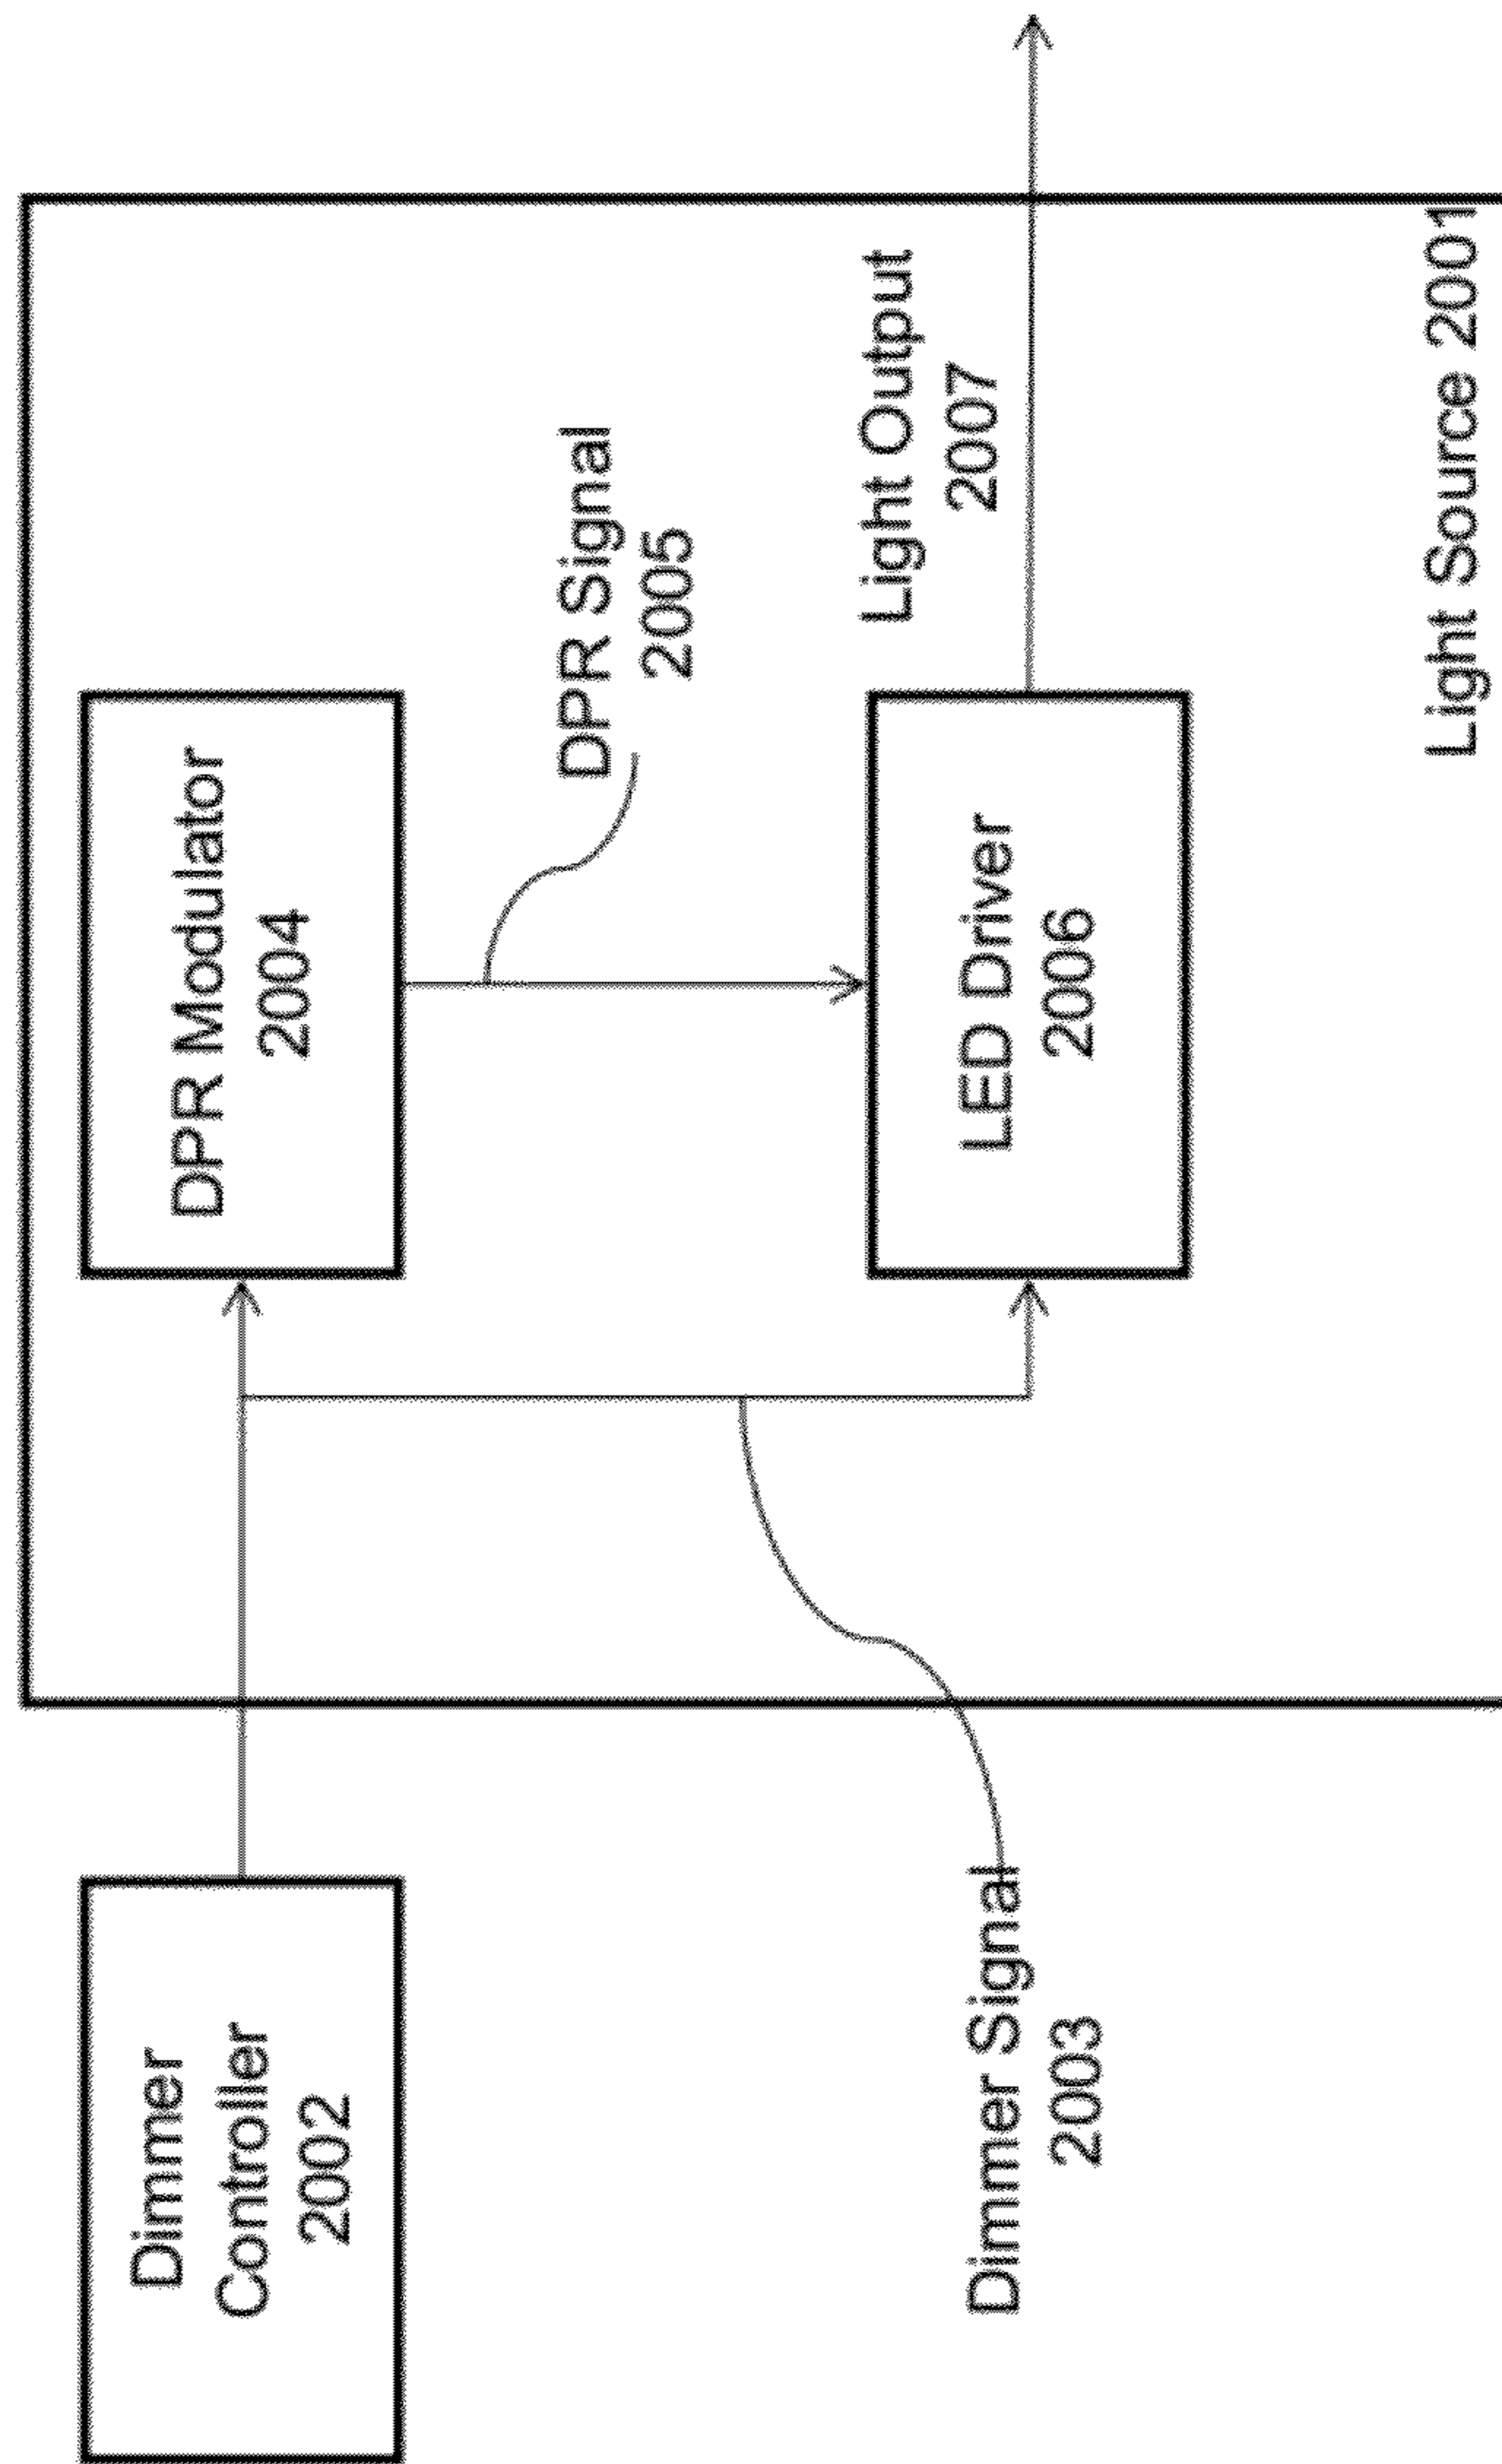 Dimmer
Controller
2002
Dimmer Signal
2003
DPR Modulator
2004
DPR Signal
2005
LED Driver
2006
Light Output
2007
Light Source 2001